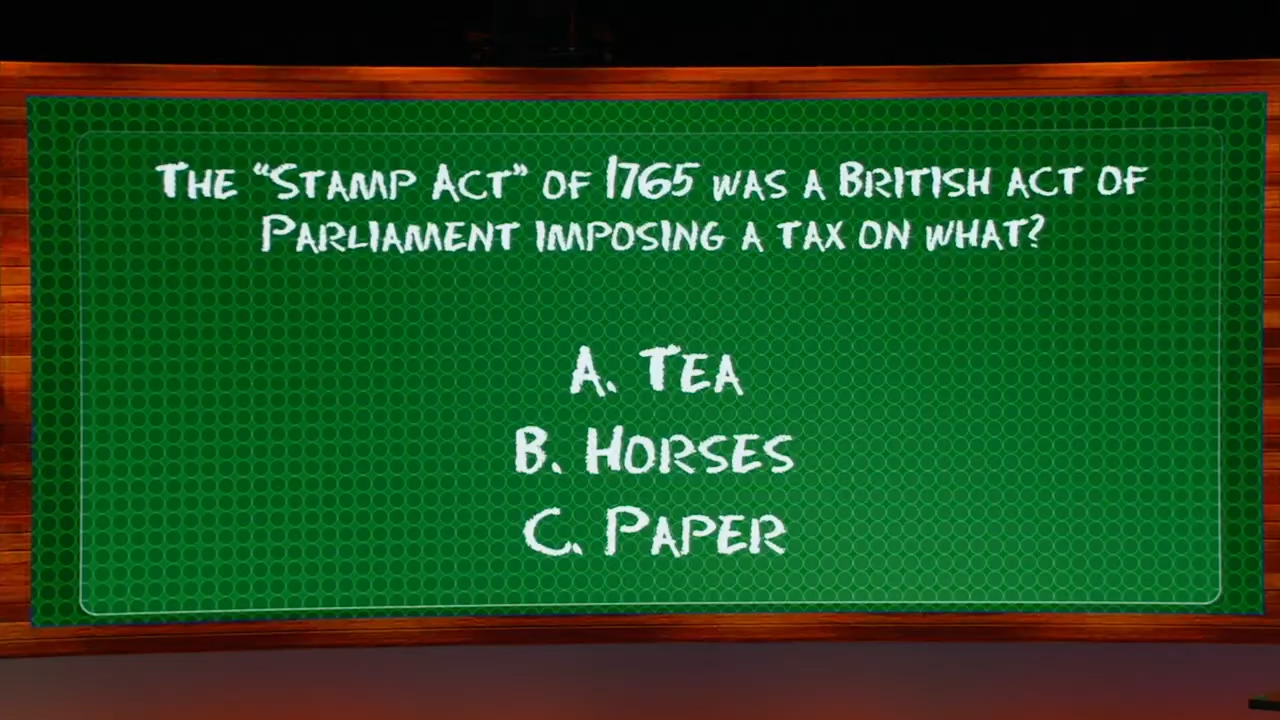 The “Stamp Act” of 1765 was a British act of
Parliament imposing a tax on what?
A. Tea
B. Horses
C. Paper